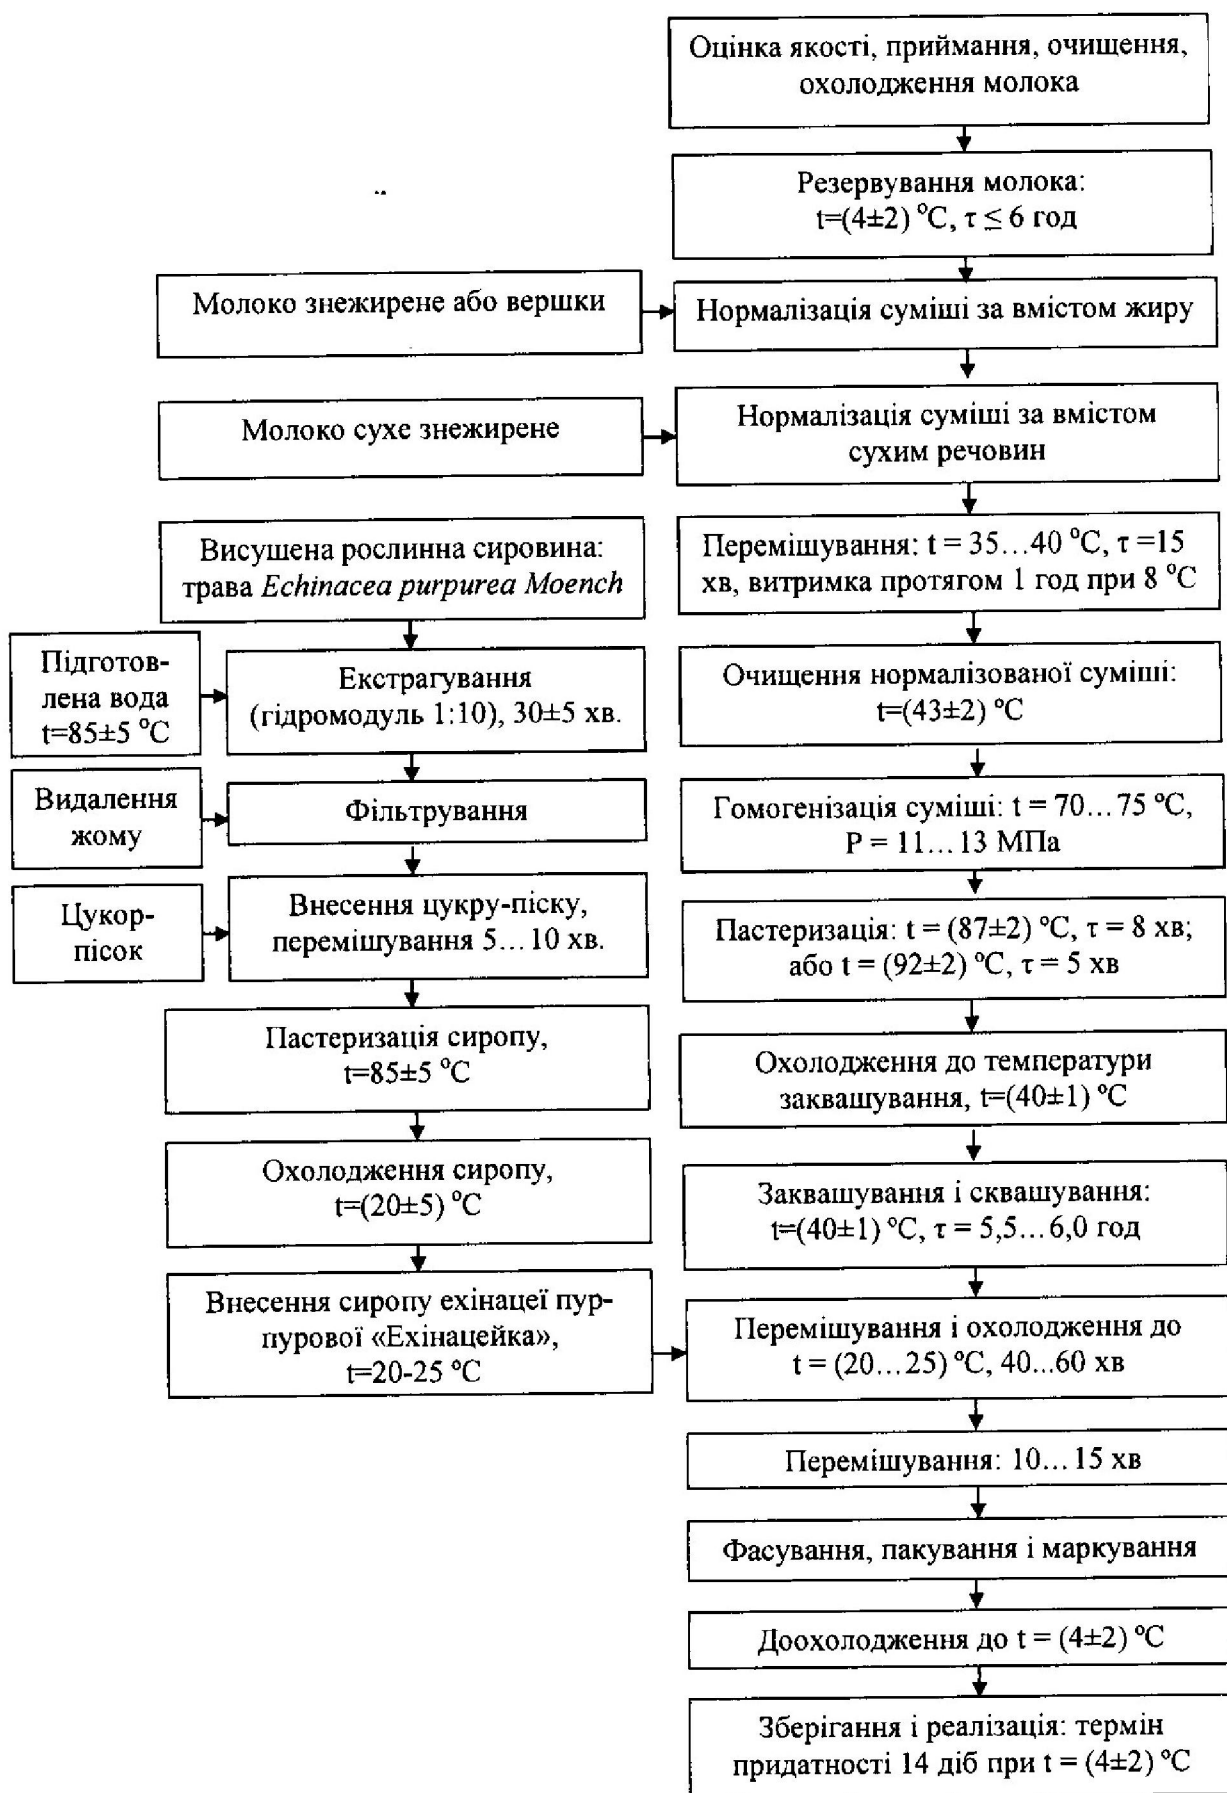 Оцінка якості, приймання, очищення,
охолодження молока
Резервування молока:
t=(4±2) °C, τ ≤ 6 год
Молоко знежирене або вершки
Нормалізація суміші за вмістом жиру
Молоко сухе знежирене
Нормалізація суміші за вмістом
сухим речовин
Висушена рослинна сировина:
трава Echinacea purpurea Moench
Перемішування: t = 35…40 °C, τ =15
хв, витримка протягом 1 год при 8 °C
Підготов-
лена вода
t=85±5 °C
Екстрагування
(гідромодуль 1:10), 30±5 хв.
Очищення нормалізованої суміші:
t=(43±2) °C
Видалення
жому
Фільтрування
Гомогенізація суміші: t = 70…75 °C,
P = 11…13 МПа
Цукор-
пісок
Внесення цукру-піску,
перемішування 5…10 хв.
Пастеризація: t = (87±2) °C, τ = 8 хв;
або t = (92±2) °C, τ = 5 хв
Пастеризація сиропу,
t=85±5 °C
Охолодження до температури
заквашування, t=(40±1) °C
Охолодження сиропу,
t=(20±5) °C
Заквашування і сквашування:
t=(40±1) °C, τ = 5,5…6,0 год
Внесення сиропу ехінацеї пур-
пурової «Ехінацейка»,
t=20-25 °C
Перемішування і охолодження до
t = (20…25) °C, 40...60 хв
Перемішування: 10…15 хв
Фасування, пакування і маркування
Доохолодження до t = (4±2) °C
Зберігання і реалізація: термін
придатності 14 діб при t = (4±2) °C